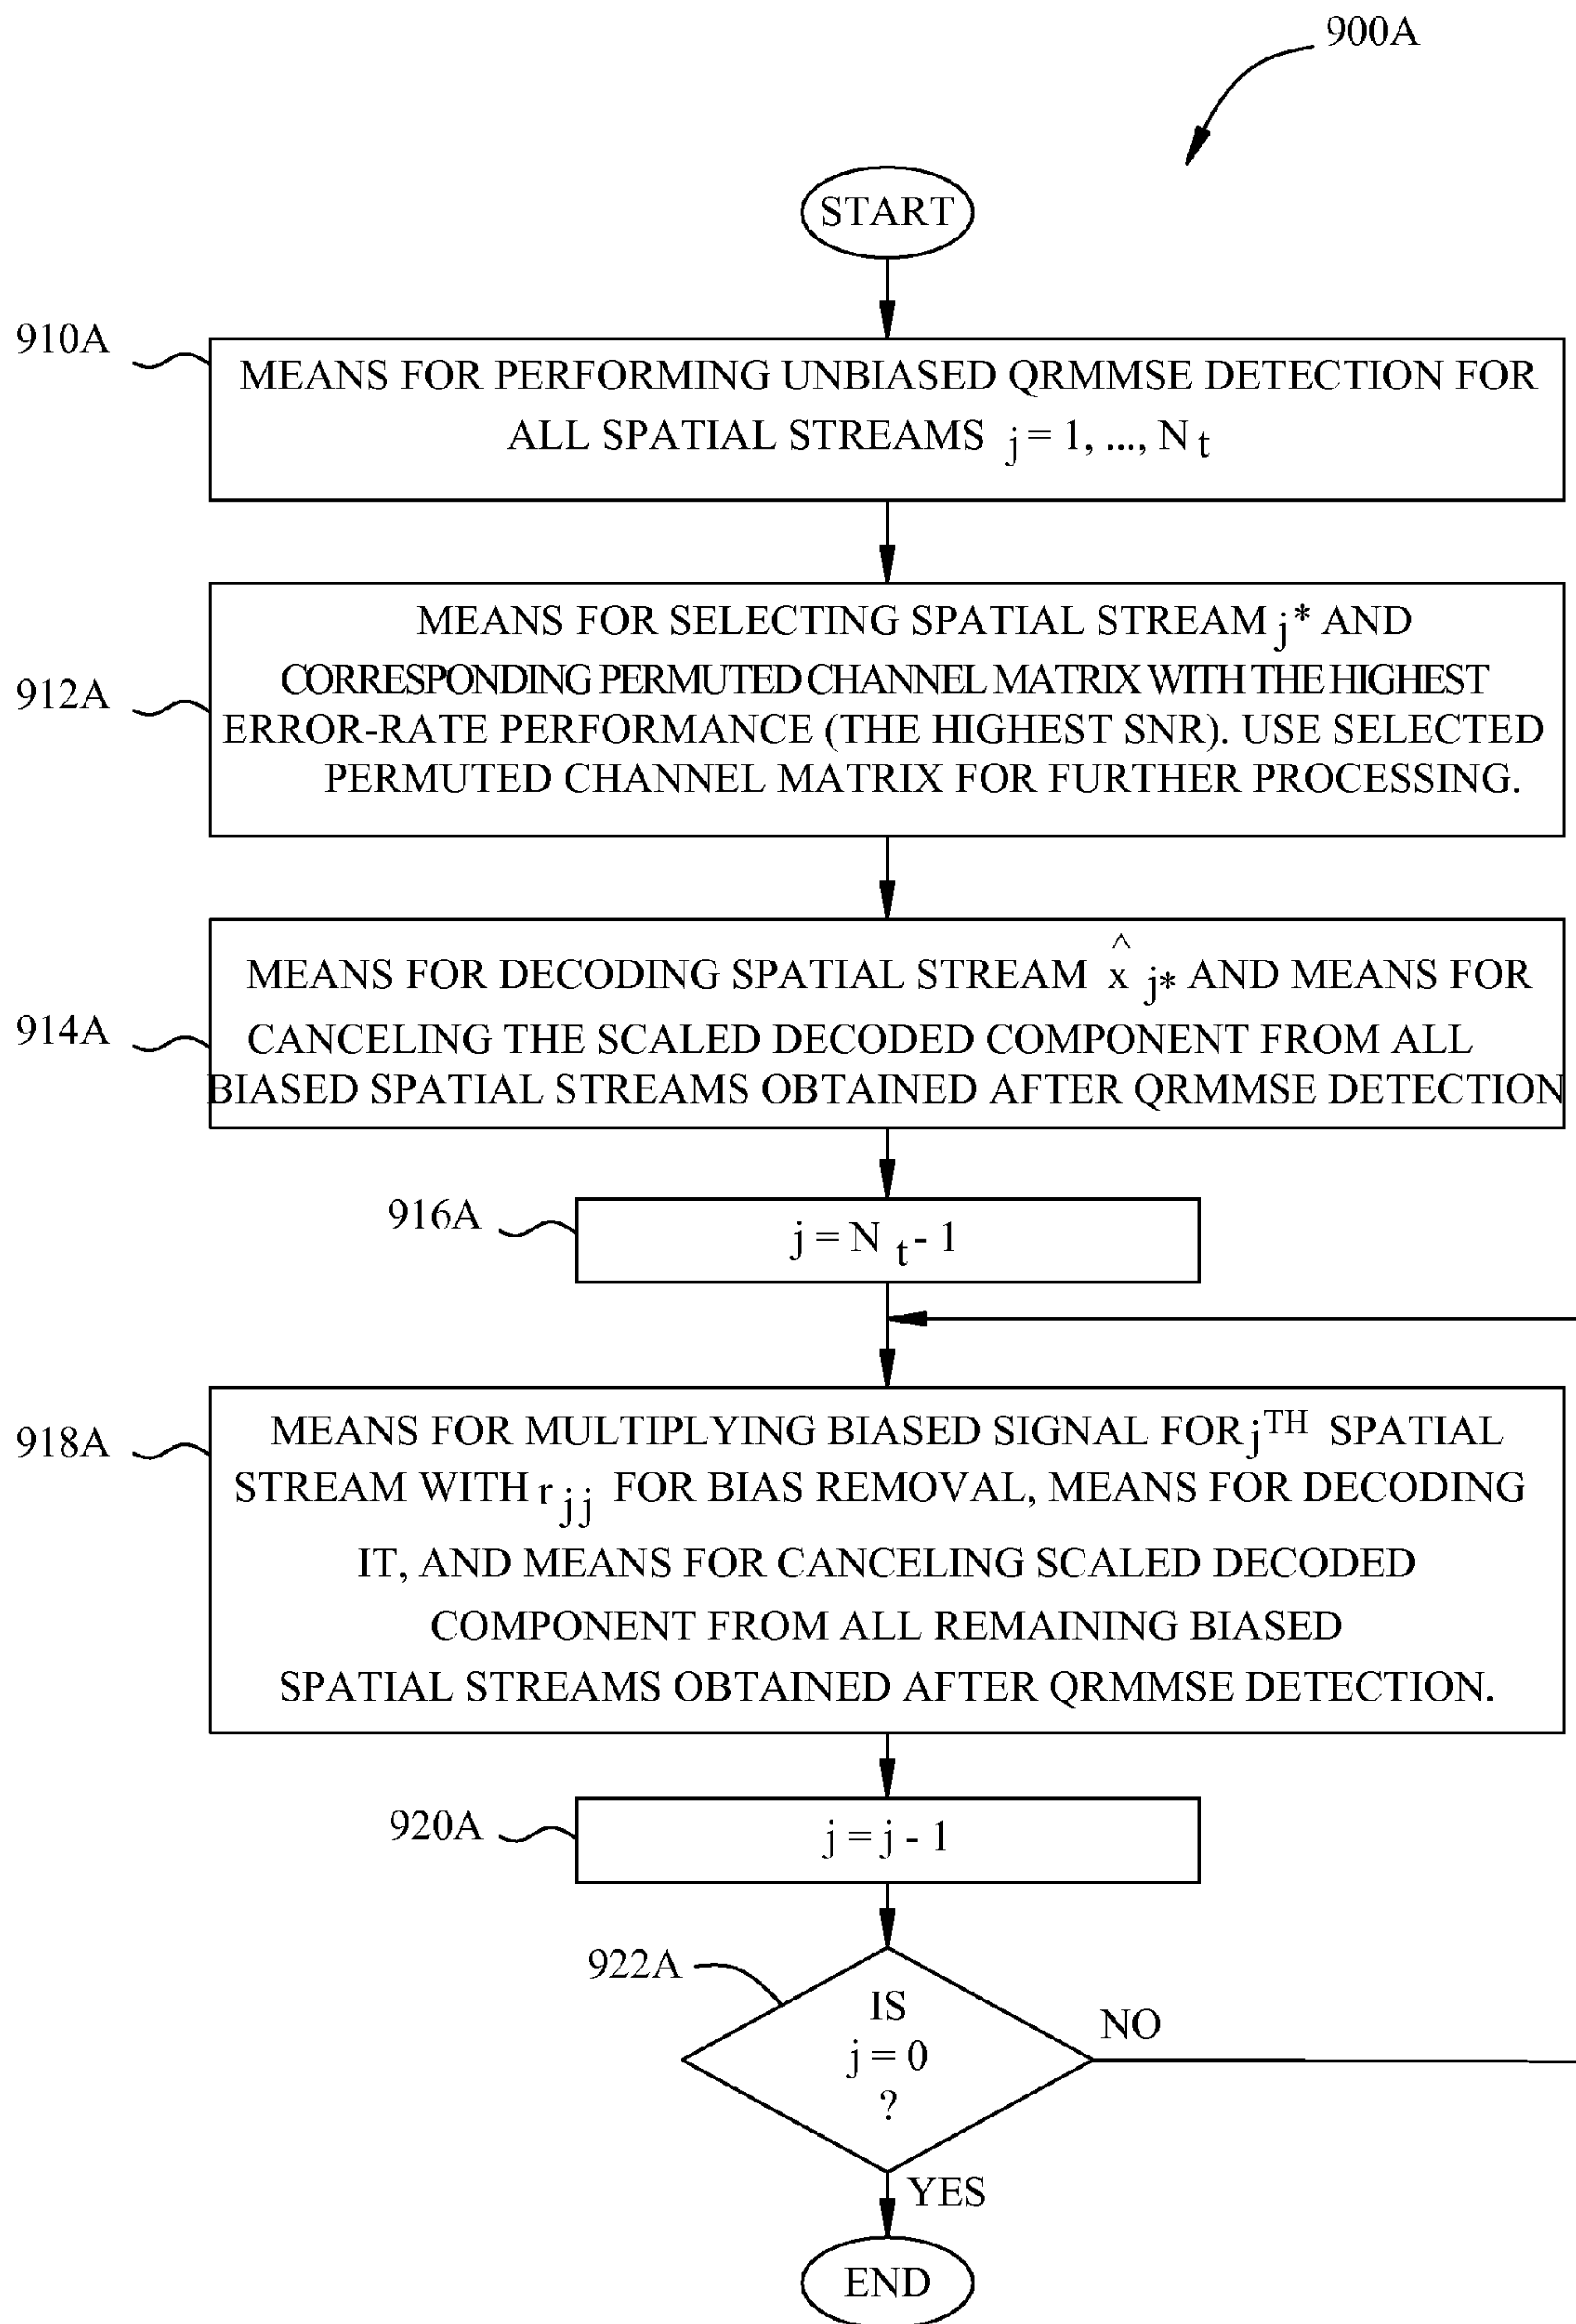 900A
START
910A
MEANS FOR PERFORMING UNBIASED QRMMSE DETECTION FOR
ALL SPATIAL STREAMS j = 1, ..., N t
912A
MEANS FOR SELECTING SPATIAL STREAM j* AND
CORRESPONDING PERMUTED CHANNEL MATRIX WITH THE HIGHEST
ERROR-RATE PERFORMANCE (THE HIGHEST SNR). USE SELECTED
PERMUTED CHANNEL MATRIX FOR FURTHER PROCESSING.
914A
MEANS FOR DECODING SPATIAL STREAM x̂ j* AND MEANS FOR
CANCELING THE SCALED DECODED COMPONENT FROM ALL
BIASED SPATIAL STREAMS OBTAINED AFTER QRMMSE DETECTION
916A
j = N t - 1
918A
MEANS FOR MULTIPLYING BIASED SIGNAL FOR j TH SPATIAL
STREAM WITH r jj FOR BIAS REMOVAL, MEANS FOR DECODING
IT, AND MEANS FOR CANCELING SCALED DECODED
COMPONENT FROM ALL REMAINING BIASED
SPATIAL STREAMS OBTAINED AFTER QRMMSE DETECTION.
920A
j = j - 1
922A
IS
j = 0
?
NO
YES
END